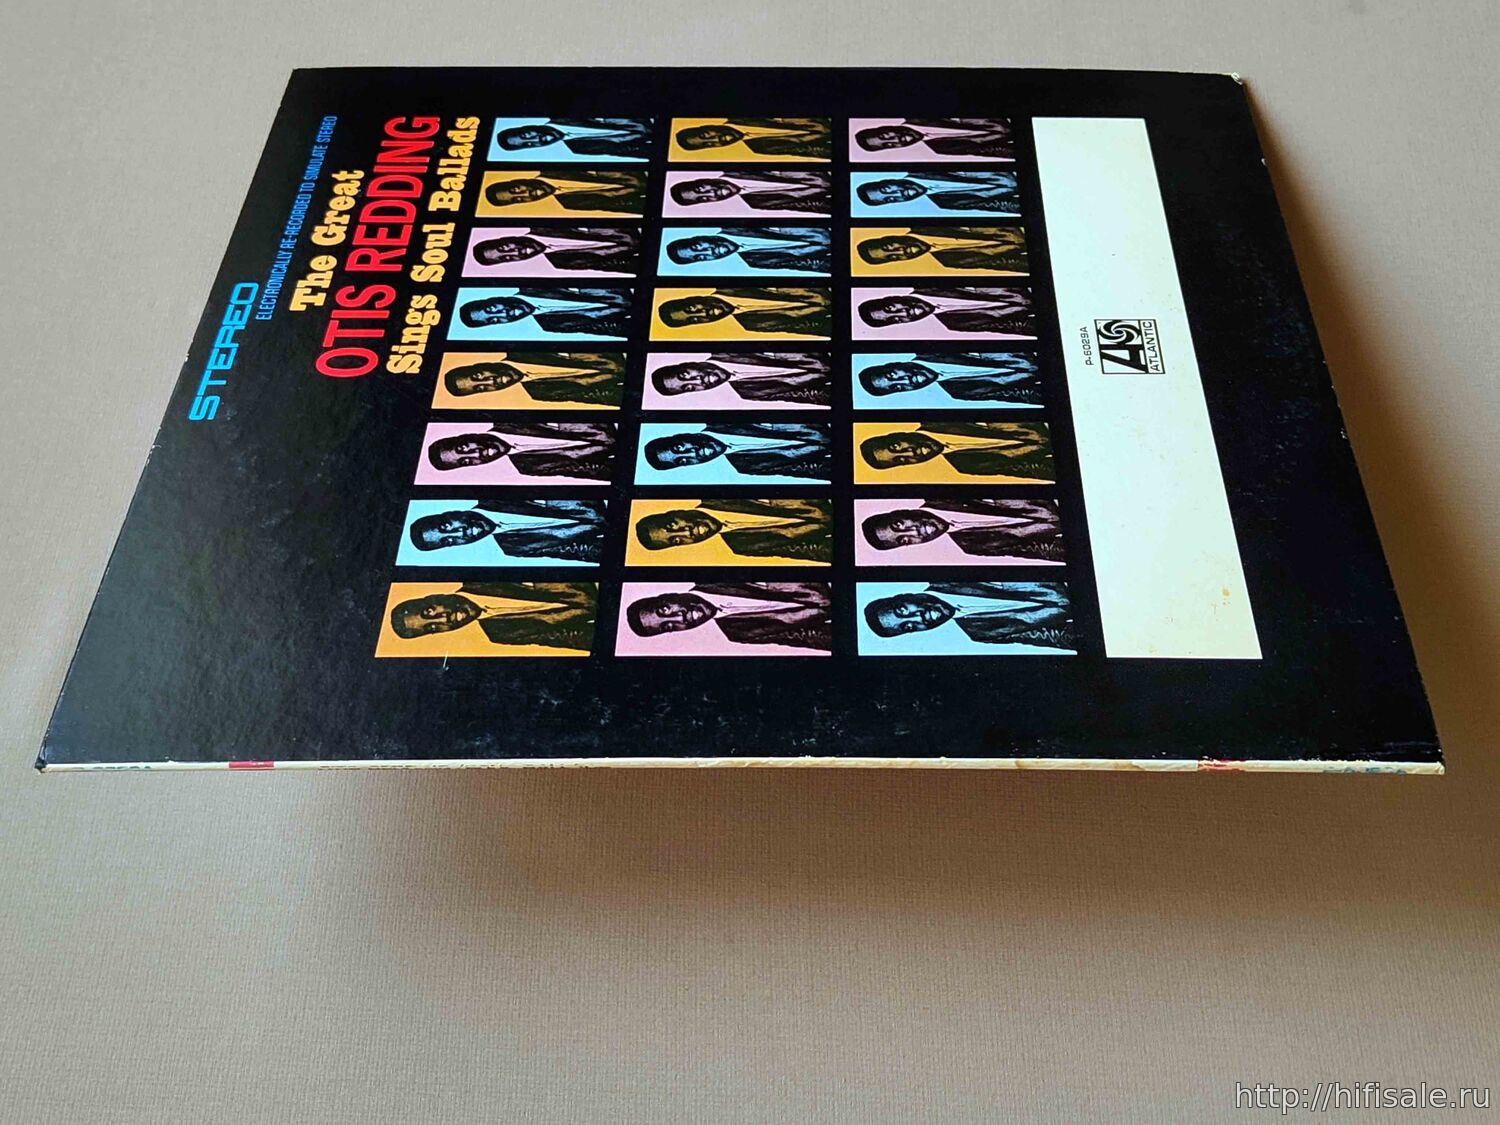 STEREO
ELECTRONICALLY RE-RECORDED TO SIMULATE STEREO
The Great
OTIS REDDING
Sings Soul Ballads
P-6029A
ATLANTIC
http://hifisale.ru